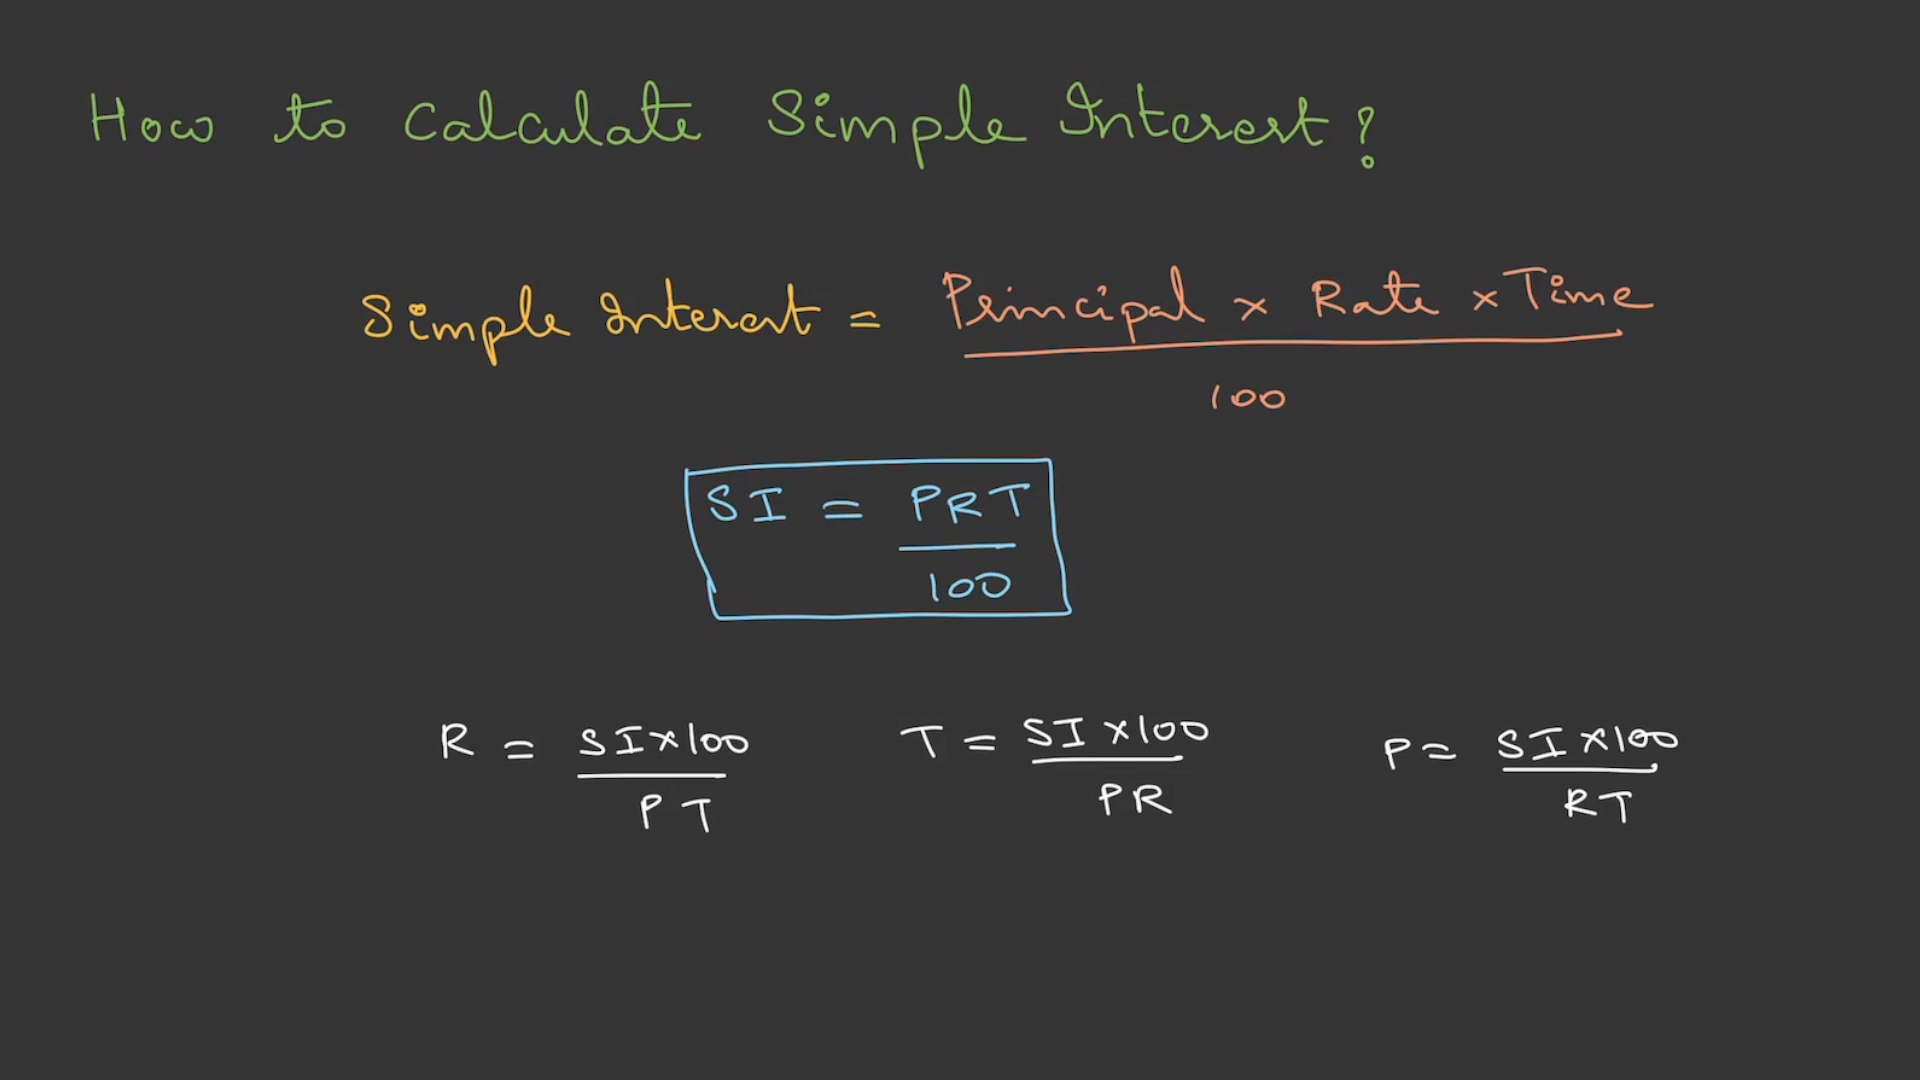 How to Calculate Simple Interest?
Simple Interest = Principal × Rate × Time
100
SI = PRT
100
R = SI×100
PT
T = SI×100
PR
P = SI×100
RT